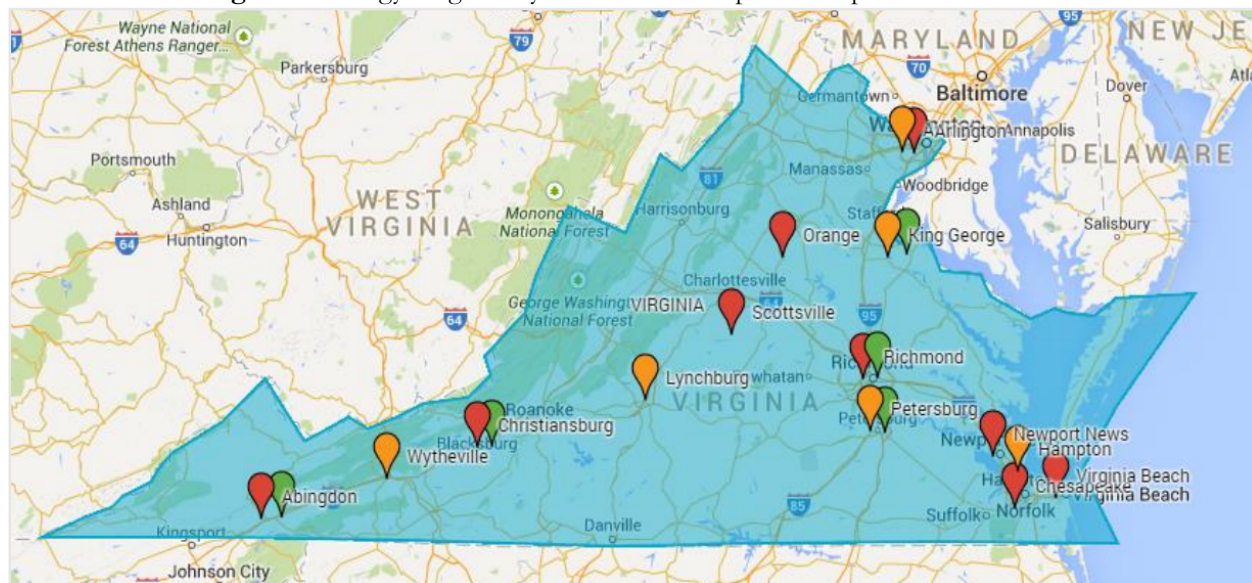 Wayne National
Forest Athens Ranger...
Parkersburg
79
95
MARYLAND
NEW JE
70
Germantown
Baltimore
Dover
Arlington
Annapolis
Portsmouth
WEST
VIRGINIA
Manassas
DELAWARE
81
Woodbridge
Ashland
Huntington
64
Monongahela
National Forest
Harrisonburg
Orange
King George
Salisbury
Charlottesville
George Washingt
National Forest
VIRGINIA
64
Scottsville
95
64
Richmond
Lynchburg
VIRGINIA
Petersburg
Roanoke
Christiansburg
Blacksburg
Newport News
Hampton
Wytheville
Virginia Beach
Chesapeake
Virginia Beach
Abingdon
85
Suffolk
Norfolk
Danville
Kingsport
Johnson City